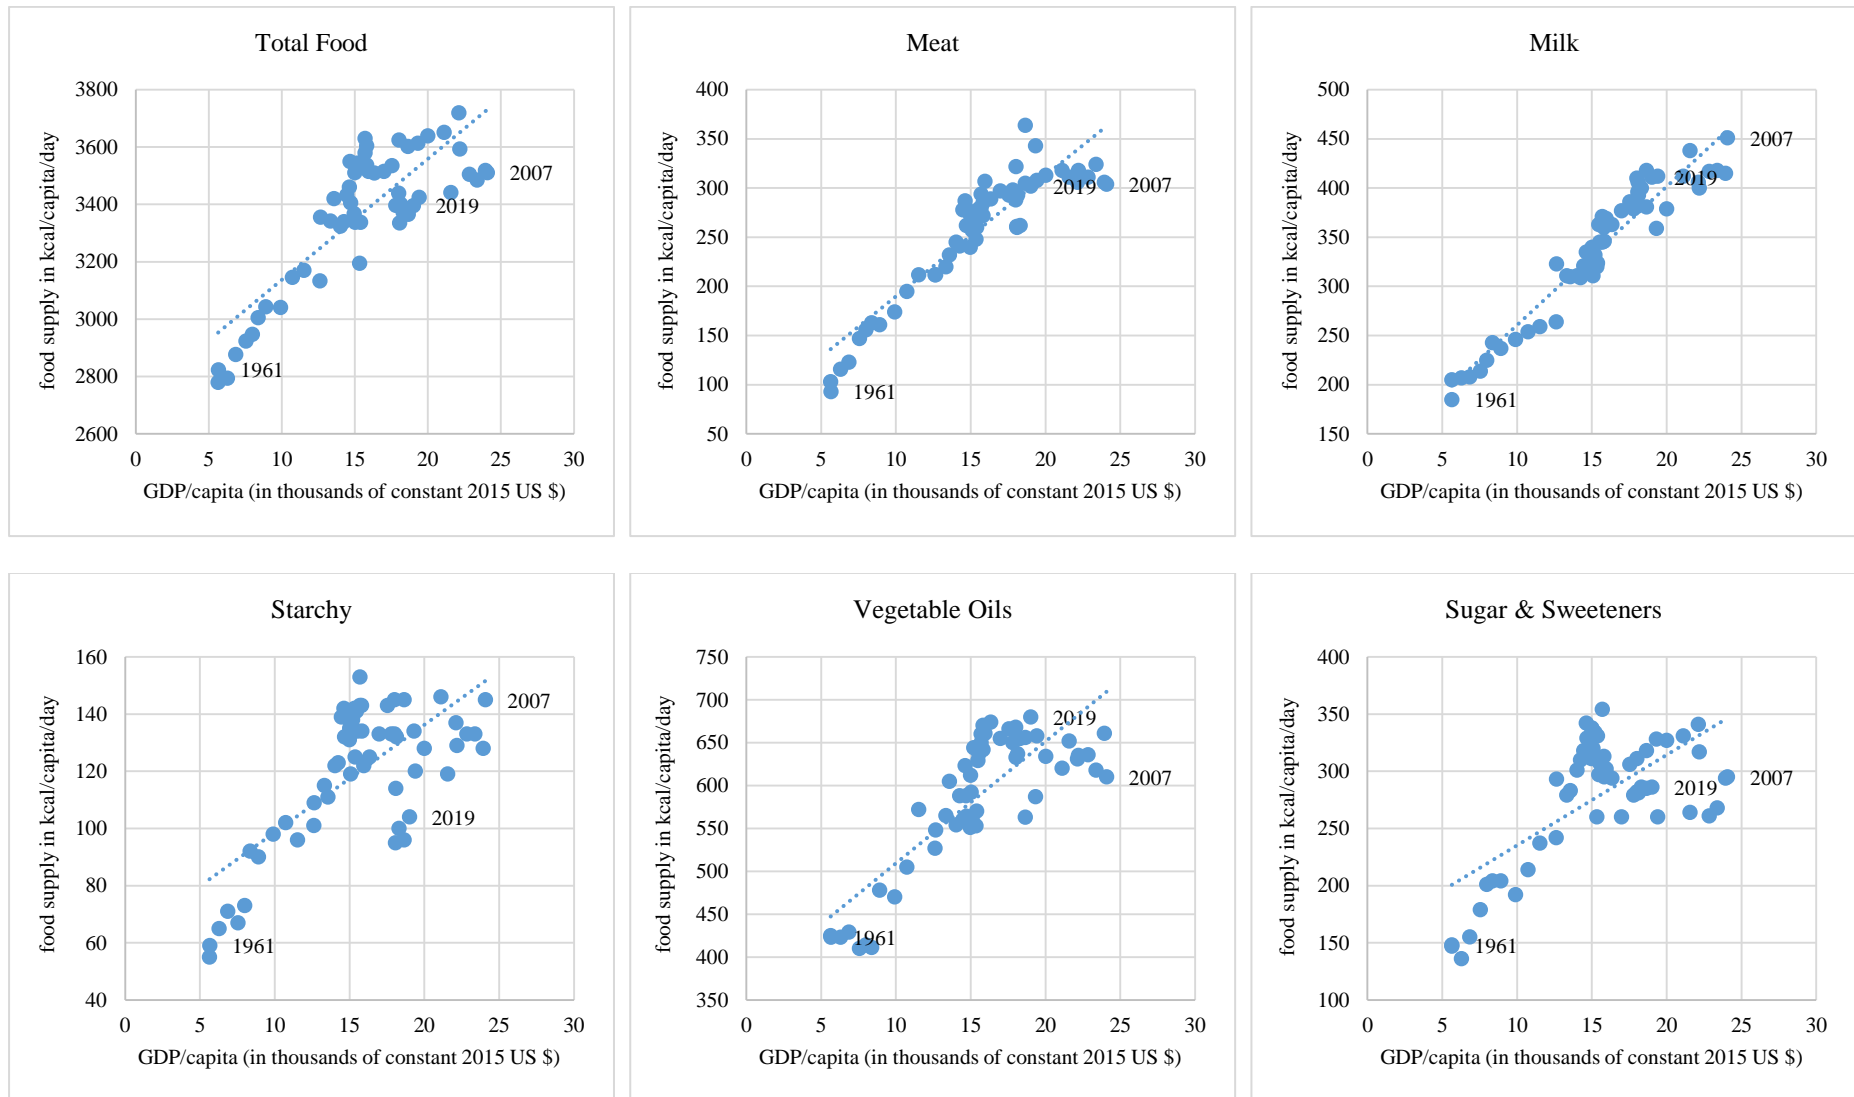 Total Food
food supply in kcal/capita/day
3800
3600
3400
3200
3000
2800
2600
2007
2019
1961
0 5 10 15 20 25 30
GDP/capita (in thousands of constant 2015 US $)
Meat
food supply in kcal/capita/day
400
350
300
250
200
150
100
50
2019
2007
1961
0 5 10 15 20 25 30
GDP/capita (in thousands of constant 2015 US $)
Milk
food supply in kcal/capita/day
500
450
400
350
300
250
200
150
2007
2019
1961
0 5 10 15 20 25 30
GDP/capita (in thousands of constant 2015 US $)
Starchy
food supply in kcal/capita/day
160
140
120
100
80
60
40
2007
2019
1961
0 5 10 15 20 25 30
GDP/capita (in thousands of constant 2015 US $)
Vegetable Oils
food supply in kcal/capita/day
750
700
650
600
550
500
450
400
350
2019
2007
1961
0 5 10 15 20 25 30
GDP/capita (in thousands of constant 2015 US $)
Sugar & Sweeteners
food supply in kcal/capita/day
400
350
300
250
200
150
100
2019 2007
1961
0 5 10 15 20 25 30
GDP/capita (in thousands of constant 2015 US $)